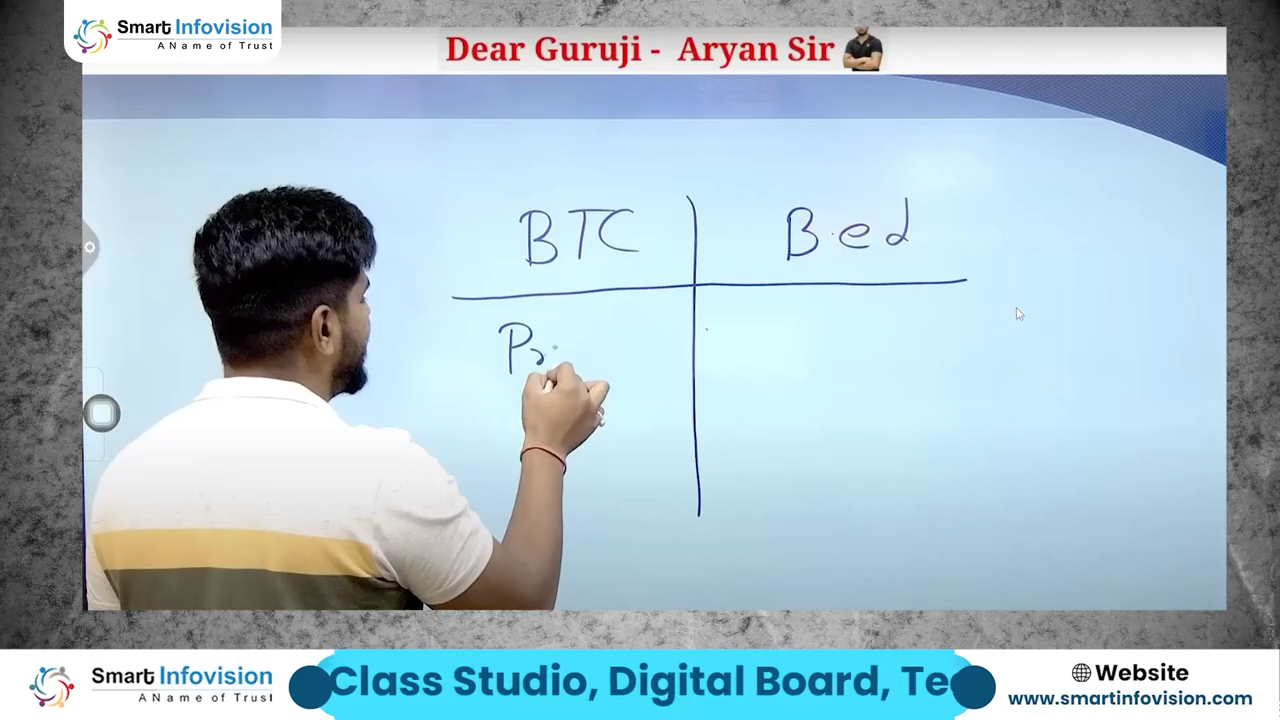 Smart Infovision
A Name of Trust
Dear Guruji - Aryan Sir
BTC
B.ed
Smart Infovision
A Name of Trust
Class Studio, Digital Board, Te
Website
www.smartinfovision.com